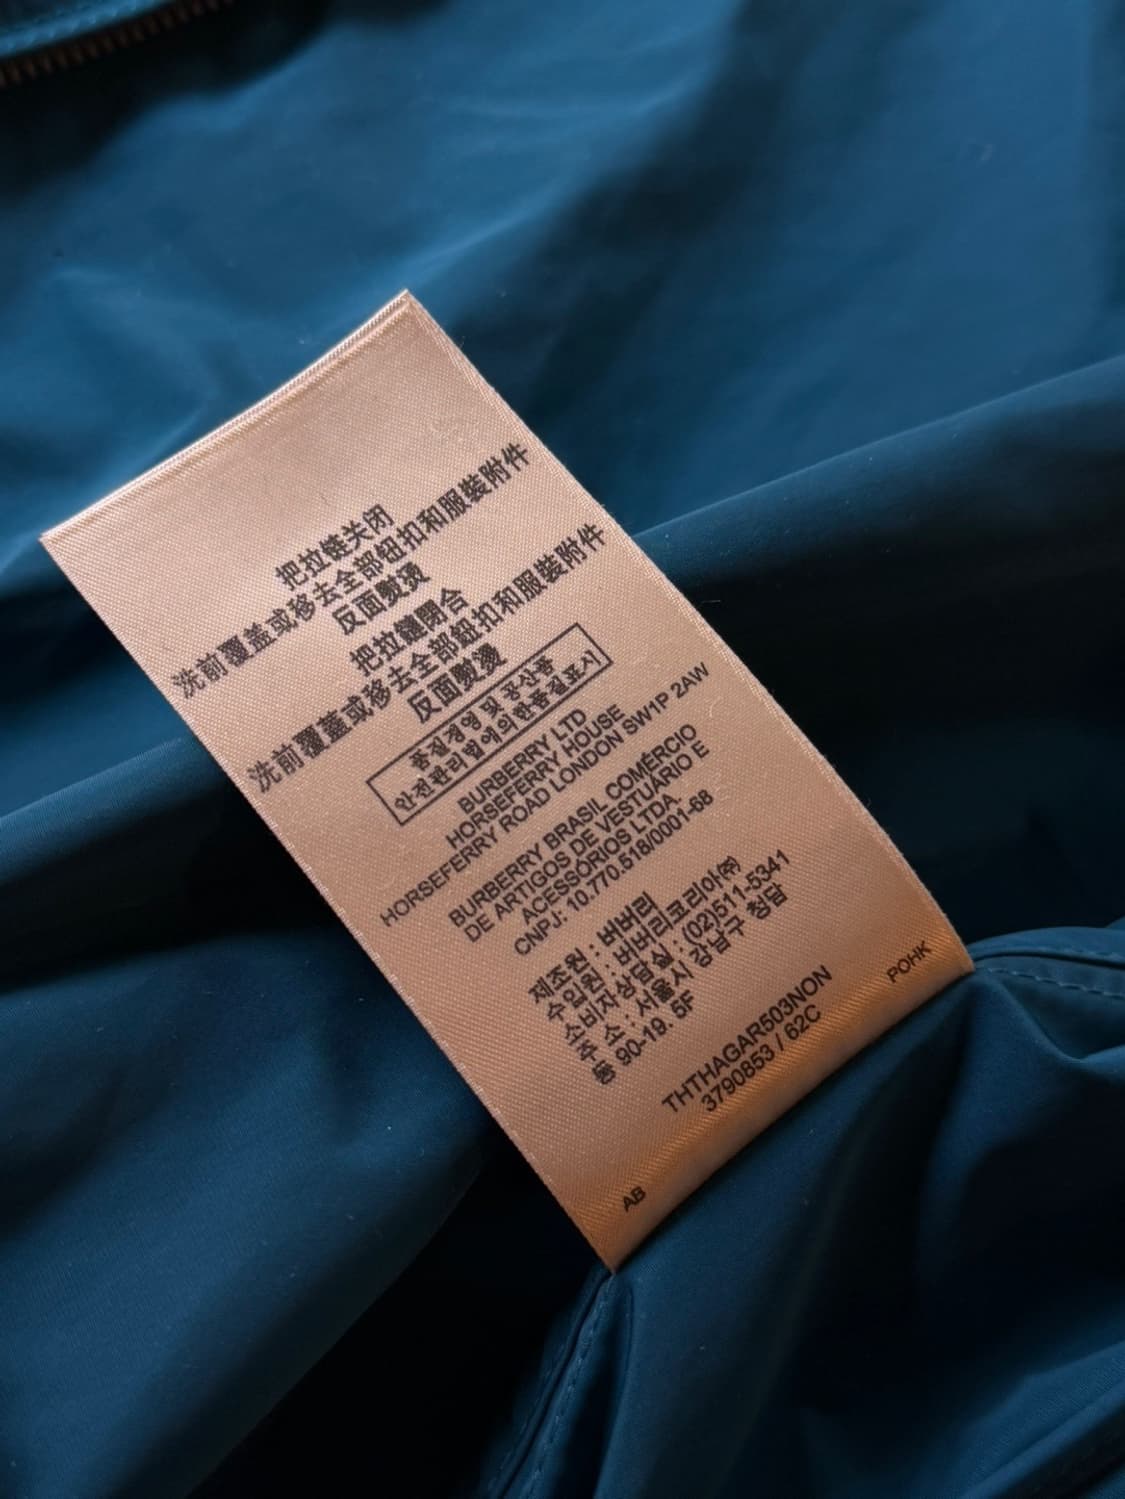 把拉链关闭
洗前覆蓋或移去全部鈕扣和服裝附件
反面熨烫
把拉鏈閉合
洗前覆蓋或移去全部鈕扣和服裝附件
反面熨燙
품질경영 및 공산품
안전관리법에의한품질표시
BURBERRY LTD
HORSEFERRY HOUSE
HORSEFERRY ROAD LONDON SW1P 2AW
BURBERRY BRASIL COMÉRCIO
DE ARTIGOS DE VESTUÁRIO E
ACESSÓRIOS LTDA.
CNPJ: 10.770.518/0001-68
제조원 : 버버리
수입원 : 버버리코리아㈜
소비자상담실 : (02)511-5341
주 소 : 서울시 강남구 청담
동 90-19. 5F
THTHAGAR503NON
3790853 / 62C
AB
POHK